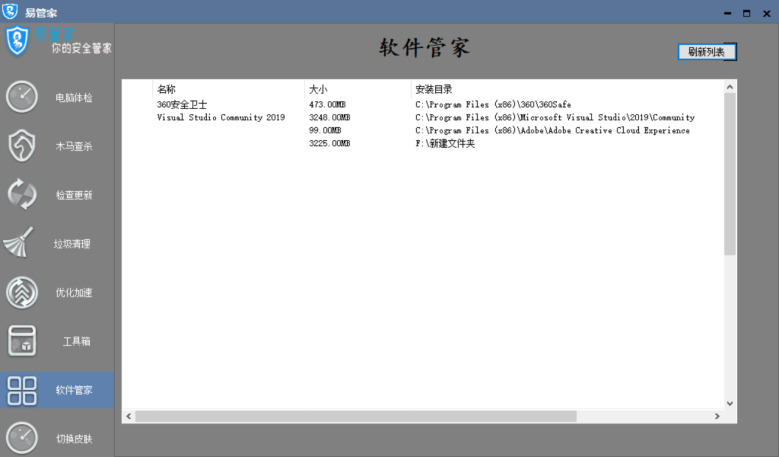 易管家
易管家
你的安全管家
软件管家
刷新列表
电脑体检
木马查杀
检查更新
垃圾清理
优化加速
工具箱
软件管家
切换皮肤
名称 大小 安装目录
360安全卫士 473.00MB C:\Program Files (x86)\360\360Safe
Visual Studio Community 2019 3248.00MB C:\Program Files (x86)\Microsoft Visual Studio\2019\Community
99.00MB C:\Program Files (x86)\Adobe\Adobe Creative Cloud Experience
3225.00MB F:\新建文件夹